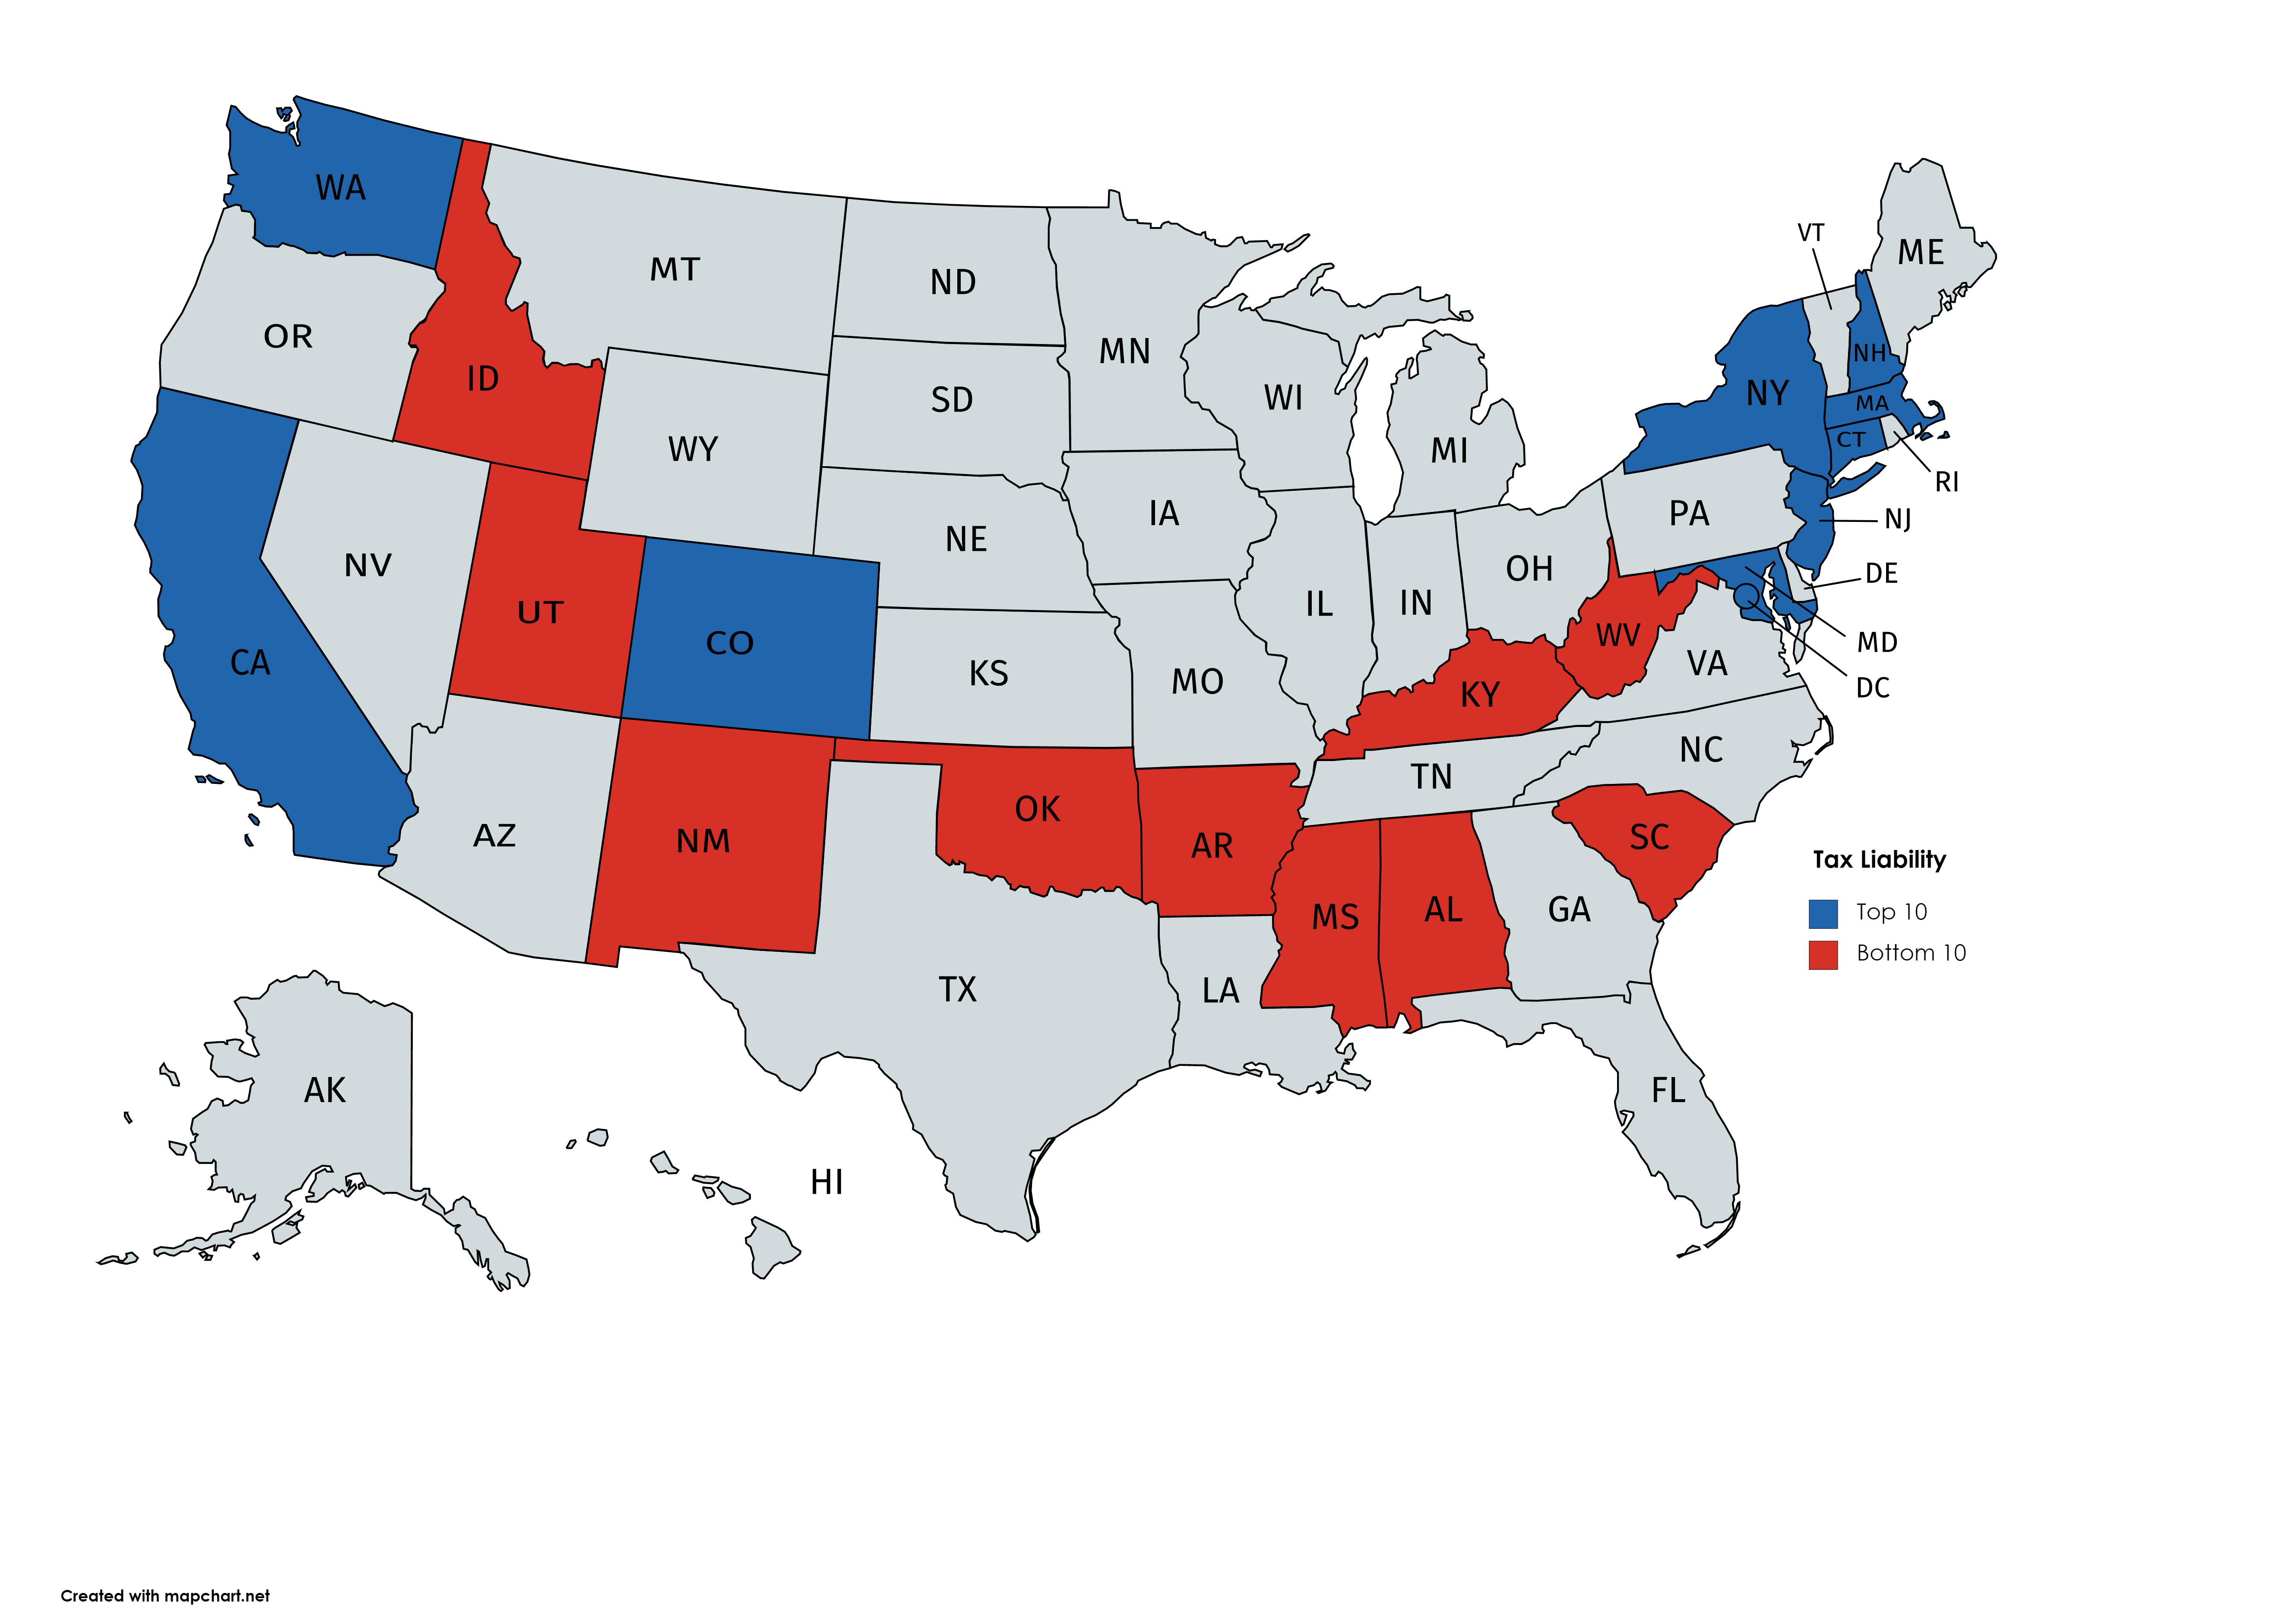 WA
MT
ND
MN
OR
ID
SD
WI
MI
WY
VT
ME
NH
NY
MA
CT
RI
IA
PA
NJ
NE
NV
OH
DE
IL
IN
UT
CO
WV
MD
CA
KS
MO
VA
DC
KY
NC
TN
OK
AZ
NM
AR
SC
MS
AL
GA
TX
LA
AK
FL
HI
Tax Liability
Top 10
Bottom 10
Created with mapchart.net